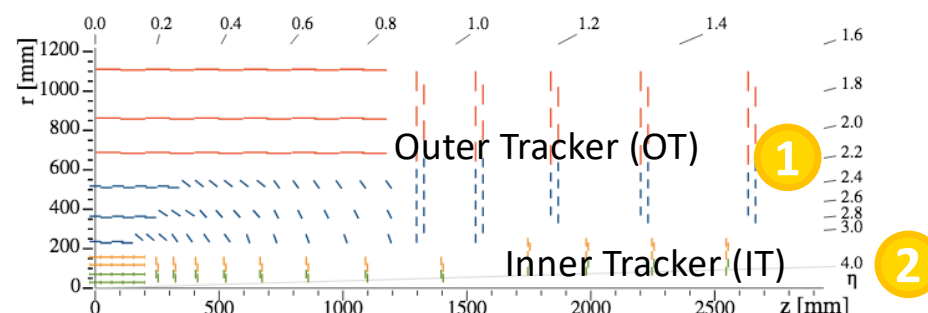 0.0 0.2 0.4 0.6 0.8 1.0 1.2 1.4 1.6
r [mm]
1200
1000 1.8
800 2.0
Outer Tracker (OT) 1
600 2.2
2.4
400 2.6
2.8
200 3.0
Inner Tracker (IT) 4.0 2
0 η
0 500 1000 1500 2000 2500 z [mm]